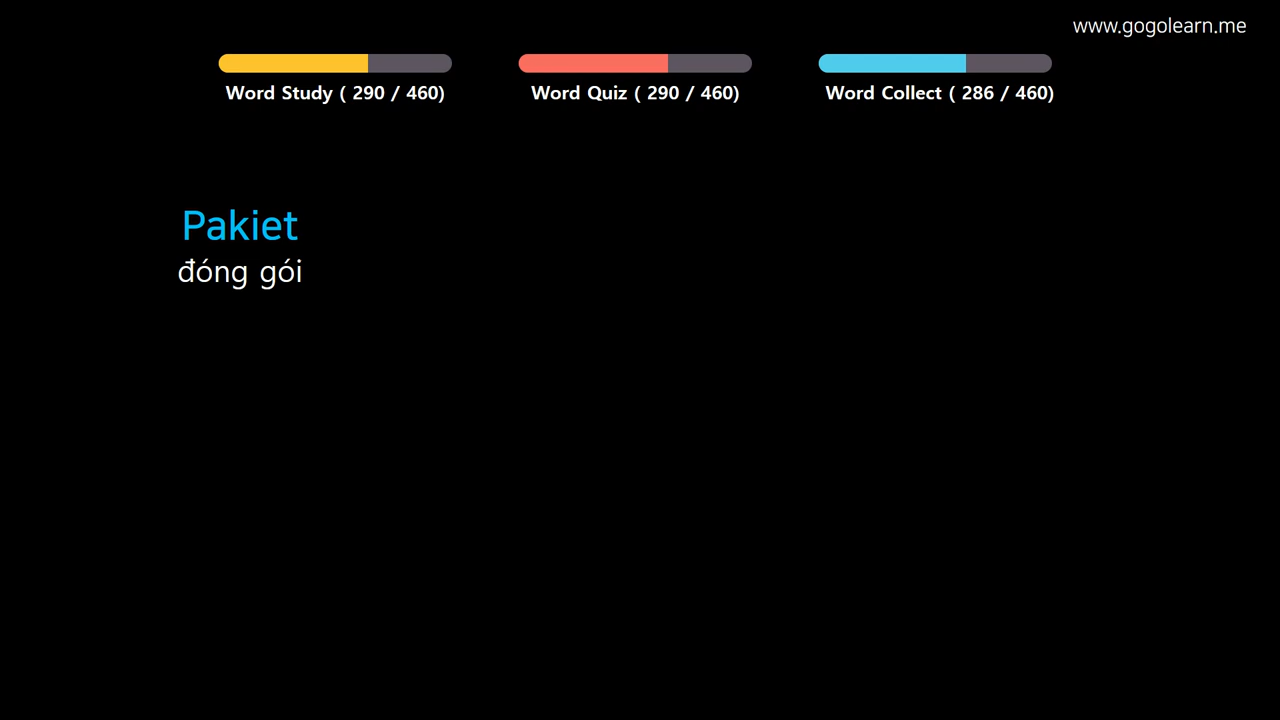 www.gogolearn.me
Word Study ( 290 / 460)
Word Quiz ( 290 / 460)
Word Collect ( 286 / 460)
Pakiet
đóng gói